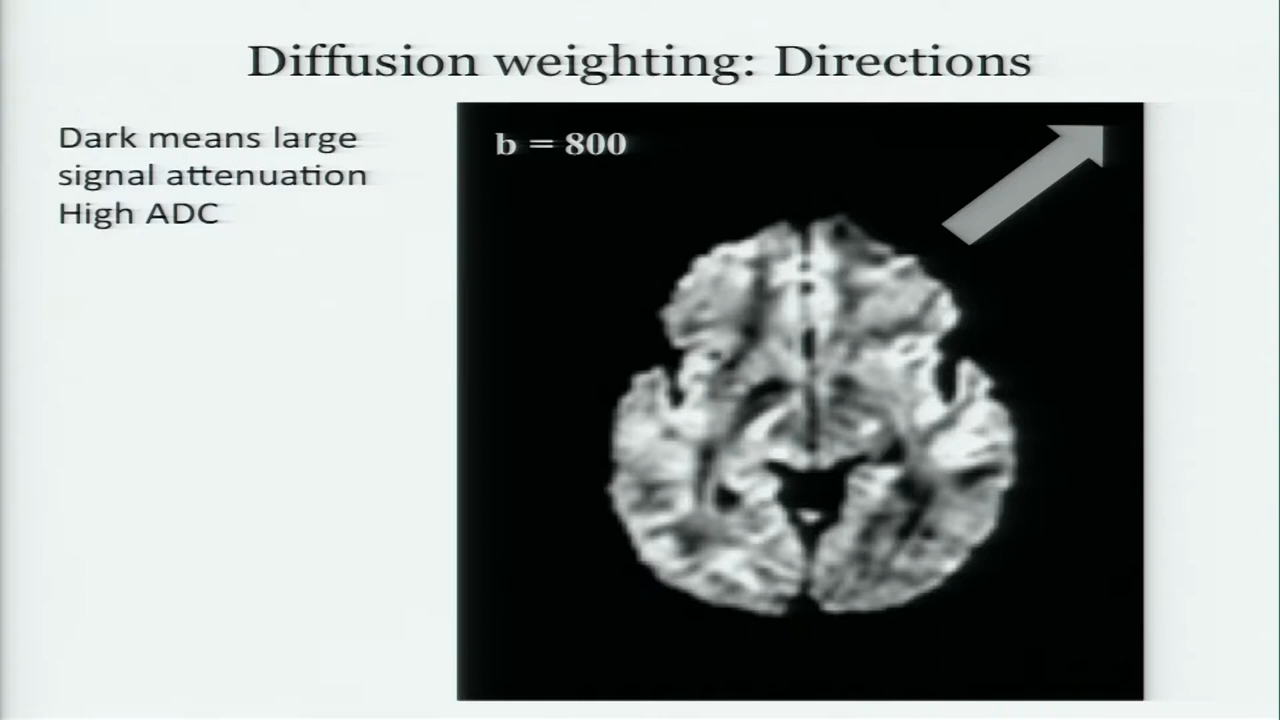 Diffusion weighting: Directions
Dark means large
signal attenuation
High ADC
b = 800